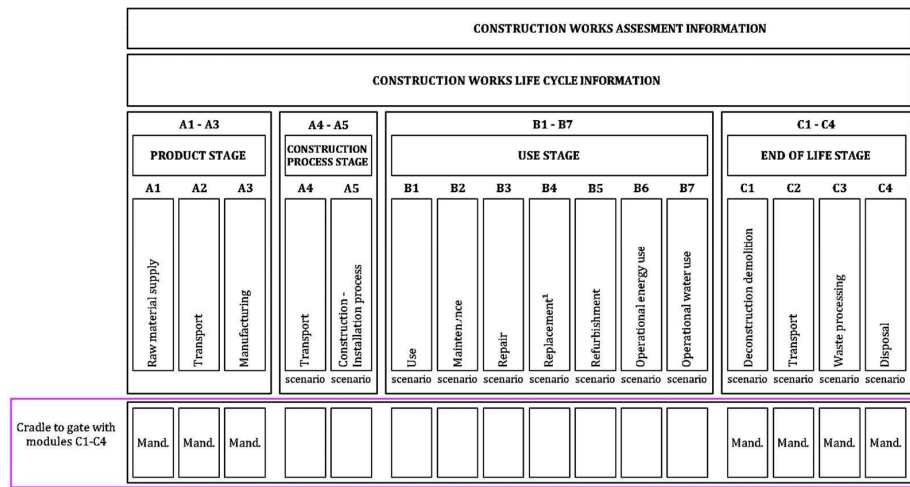 CONSTRUCTION WORKS ASSESMENT INFORMATION
CONSTRUCTION WORKS LIFE CYCLE INFORMATION
A1 - A3
A4 - A5
B1 - B7
C1 - C4
PRODUCT STAGE
CONSTRUCTION
PROCESS STAGE
USE STAGE
END OF LIFE STAGE
A1 A2 A3 A4 A5 B1 B2 B3 B4 B5 B6 B7 C1 C2 C3 C4
Raw material supply
Transport
Manufacturing
Transport
Construction -
Installation process
Use
Maintenance
Repair
Replacement¹
Refurbishment
Operational energy use
Operational water use
Deconstruction demolition
Transport
Waste processing
Disposal
scenario scenario scenario scenario scenario scenario scenario scenario scenario scenario scenario scenario scenario
Cradle to gate with
modules C1-C4
Mand. Mand. Mand. Mand. Mand. Mand. Mand.